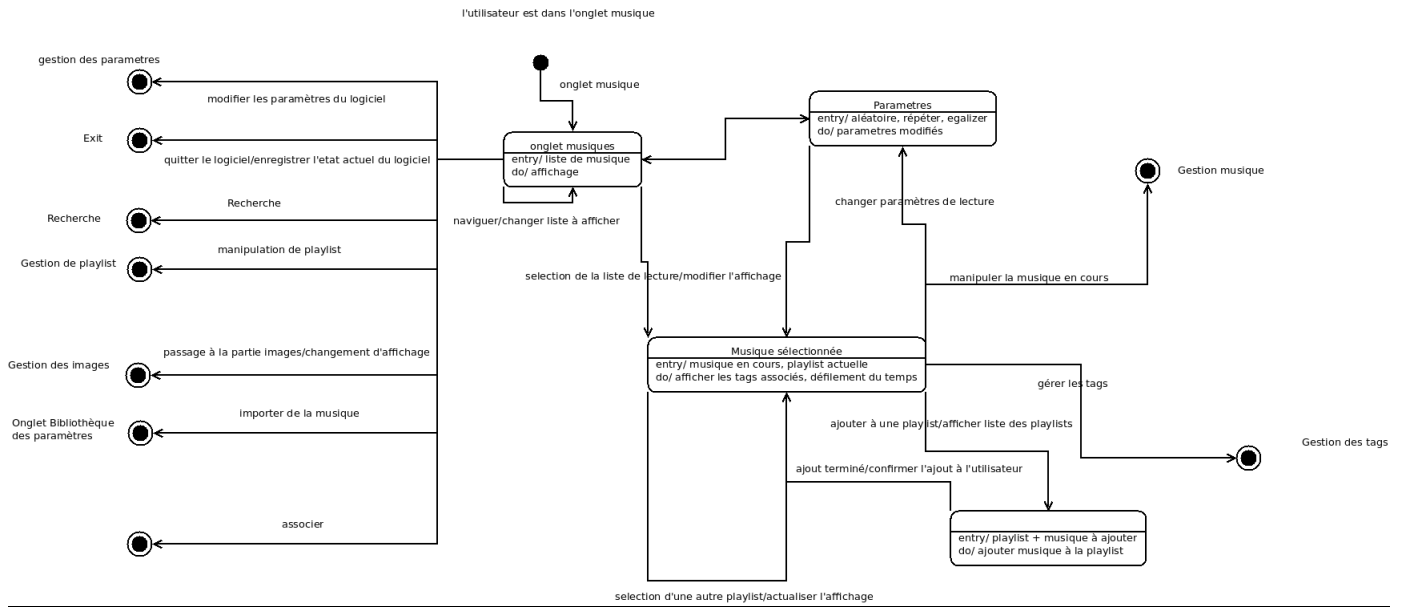 l'utilisateur est dans l'onglet musique
gestion des parametres
onglet musique
modifier les paramètres du logiciel
Parametres
entry/ aléatoire, répéter, egalizer
do/ parametres modifiés
Exit
quitter le logiciel/enregistrer l'etat actuel du logiciel
onglet musiques
entry/ liste de musique
do/ affichage
Gestion musique
Recherche
Recherche
naviguer/changer liste à afficher
changer paramètres de lecture
manipulation de playlist
Gestion de playlist
selection de la liste de lecture/modifier l'affichage
manipuler la musique en cours
passage à la partie images/changement d'affichage
Gestion des images
Musique sélectionnée
entry/ musique en cours, playlist actuelle
do/ afficher les tags associés, défilement du temps
gérer les tags
importer de la musique
Onglet Bibliothèque
des paramètres
ajouter à une playlist/afficher liste des playlists
Gestion des tags
ajout terminé/confirmer l'ajout à l'utilisateur
associer
entry/ playlist + musique à ajouter
do/ ajouter musique à la playlist
selection d'une autre playlist/actualiser l'affichage